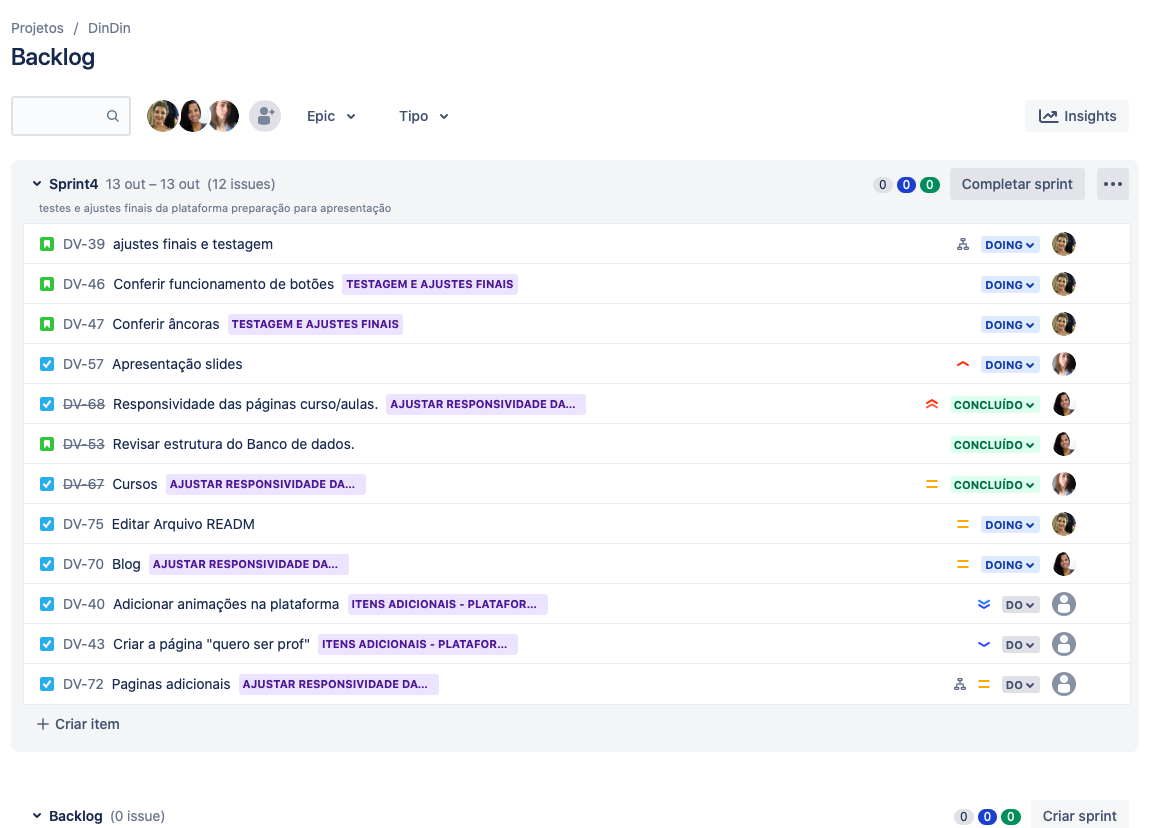 Projetos / DinDin
Backlog
Epic Tipo Insights
Sprint4 13 out – 13 out (12 issues) 0 0 0 Completar sprint
testes e ajustes finais da plataforma preparação para apresentação
DV-39 ajustes finais e testagem DOING
DV-46 Conferir funcionamento de botões TESTAGEM E AJUSTES FINAIS DOING
DV-47 Conferir âncoras TESTAGEM E AJUSTES FINAIS DOING
DV-57 Apresentação slides DOING
DV-68 Responsividade das páginas curso/aulas. AJUSTAR RESPONSIVIDADE DA... CONCLUÍDO
DV-53 Revisar estrutura do Banco de dados. CONCLUÍDO
DV-67 Cursos AJUSTAR RESPONSIVIDADE DA... CONCLUÍDO
DV-75 Editar Arquivo READM DOING
DV-70 Blog AJUSTAR RESPONSIVIDADE DA... DOING
DV-40 Adicionar animações na plataforma ITENS ADICIONAIS - PLATAFOR... DO
DV-43 Criar a página "quero ser prof" ITENS ADICIONAIS - PLATAFOR... DO
DV-72 Paginas adicionais AJUSTAR RESPONSIVIDADE DA... DO
+ Criar item
Backlog (0 issue) 0 0 0 Criar sprint